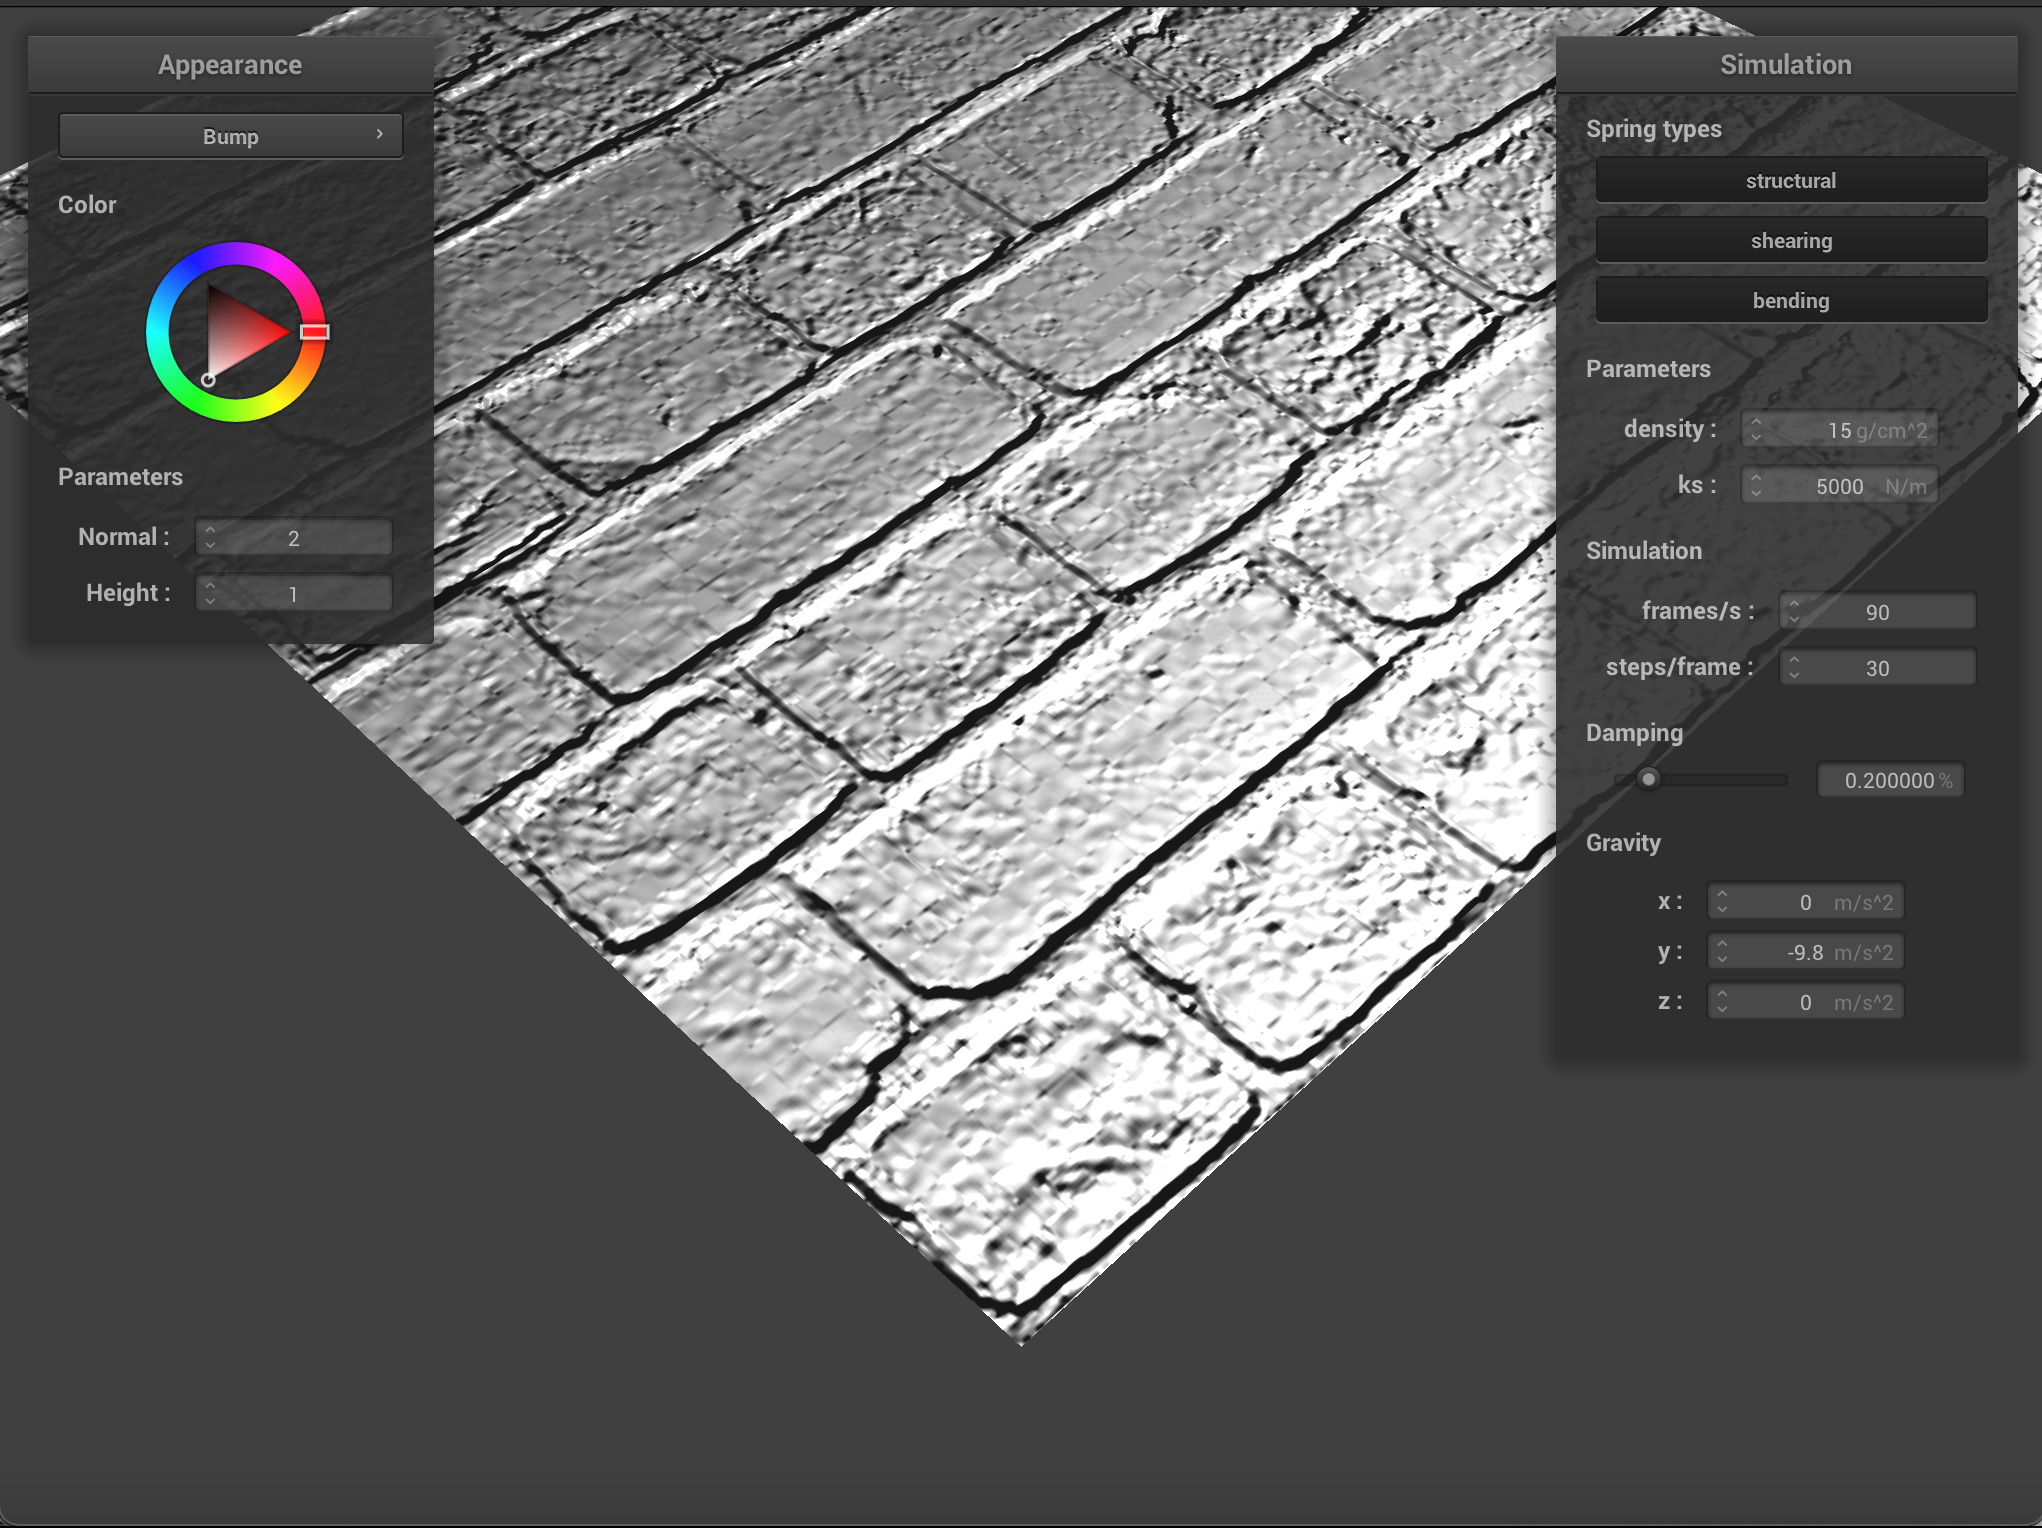 Appearance
Bump
Color
Parameters
Normal : 2
Height : 1
Simulation
Spring types
structural
shearing
bending
Parameters
density : 15 g/cm^2
ks : 5000 N/m
Simulation
frames/s : 90
steps/frame : 30
Damping
0.200000 %
Gravity
x : 0 m/s^2
y : -9.8 m/s^2
z : 0 m/s^2